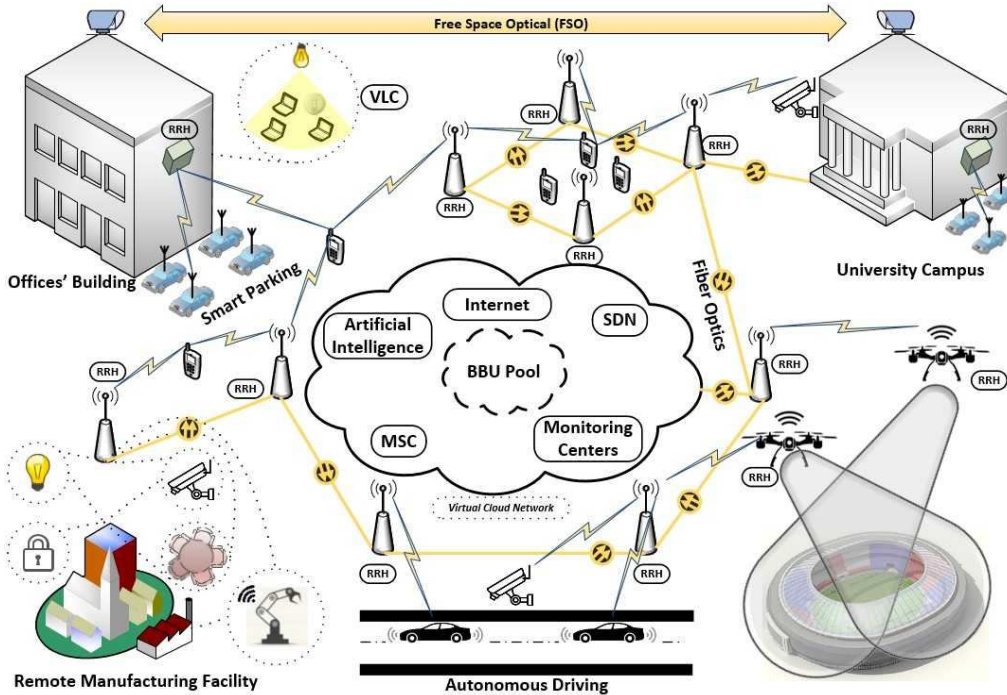 Free Space Optical (FSO)
VLC
RRH
RRH
RRH
RRH
RRH
RRH
Offices' Building
Smart Parking
University Campus
Fiber Optics
Internet
Artificial
Intelligence
SDN
BBU Pool
MSC
Monitoring
Centers
Virtual Cloud Network
RRH
RRH
RRH
RRH
RRH
RRH
RRH
Remote Manufacturing Facility
Autonomous Driving